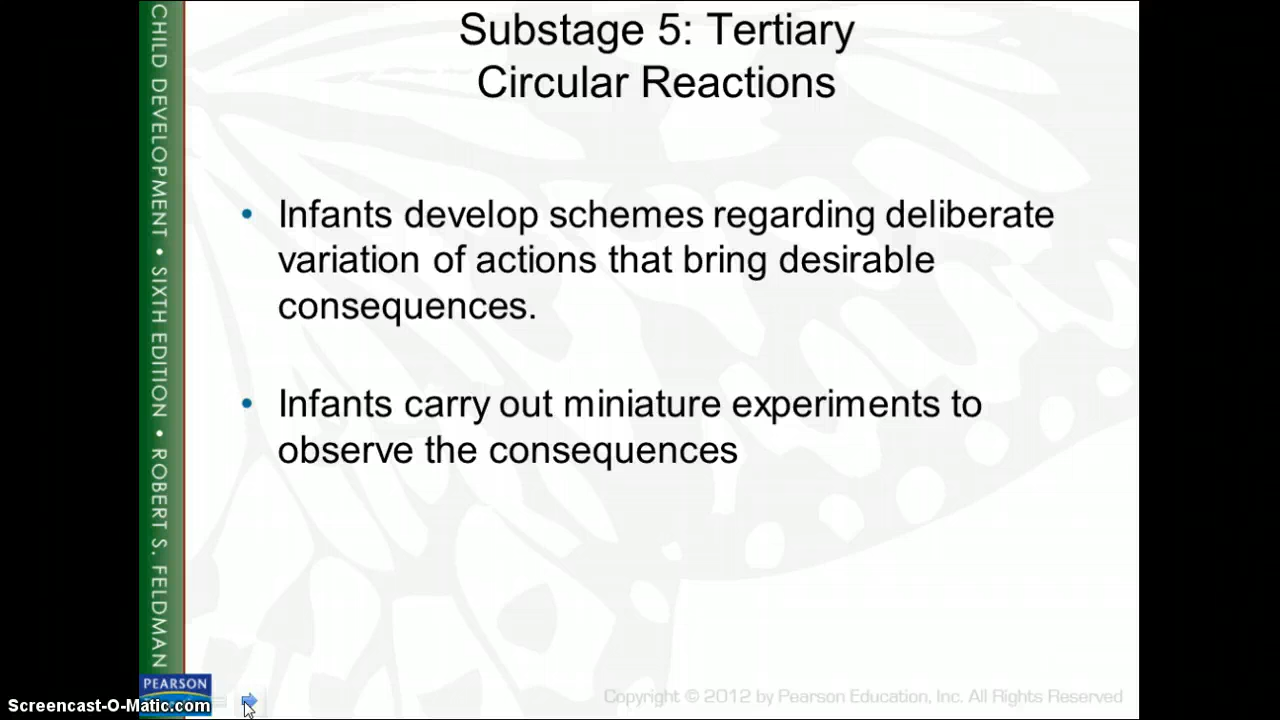 Substage 5: Tertiary
Circular Reactions
• Infants develop schemes regarding deliberate
variation of actions that bring desirable
consequences.
• Infants carry out miniature experiments to
observe the consequences
CHILD DEVELOPMENT • SIXTH EDITION • ROBERT S. FELDMAN
PEARSON
Screencast-O-Matic.com
Copyright © 2012 by Pearson Education, Inc. All Rights Reserved